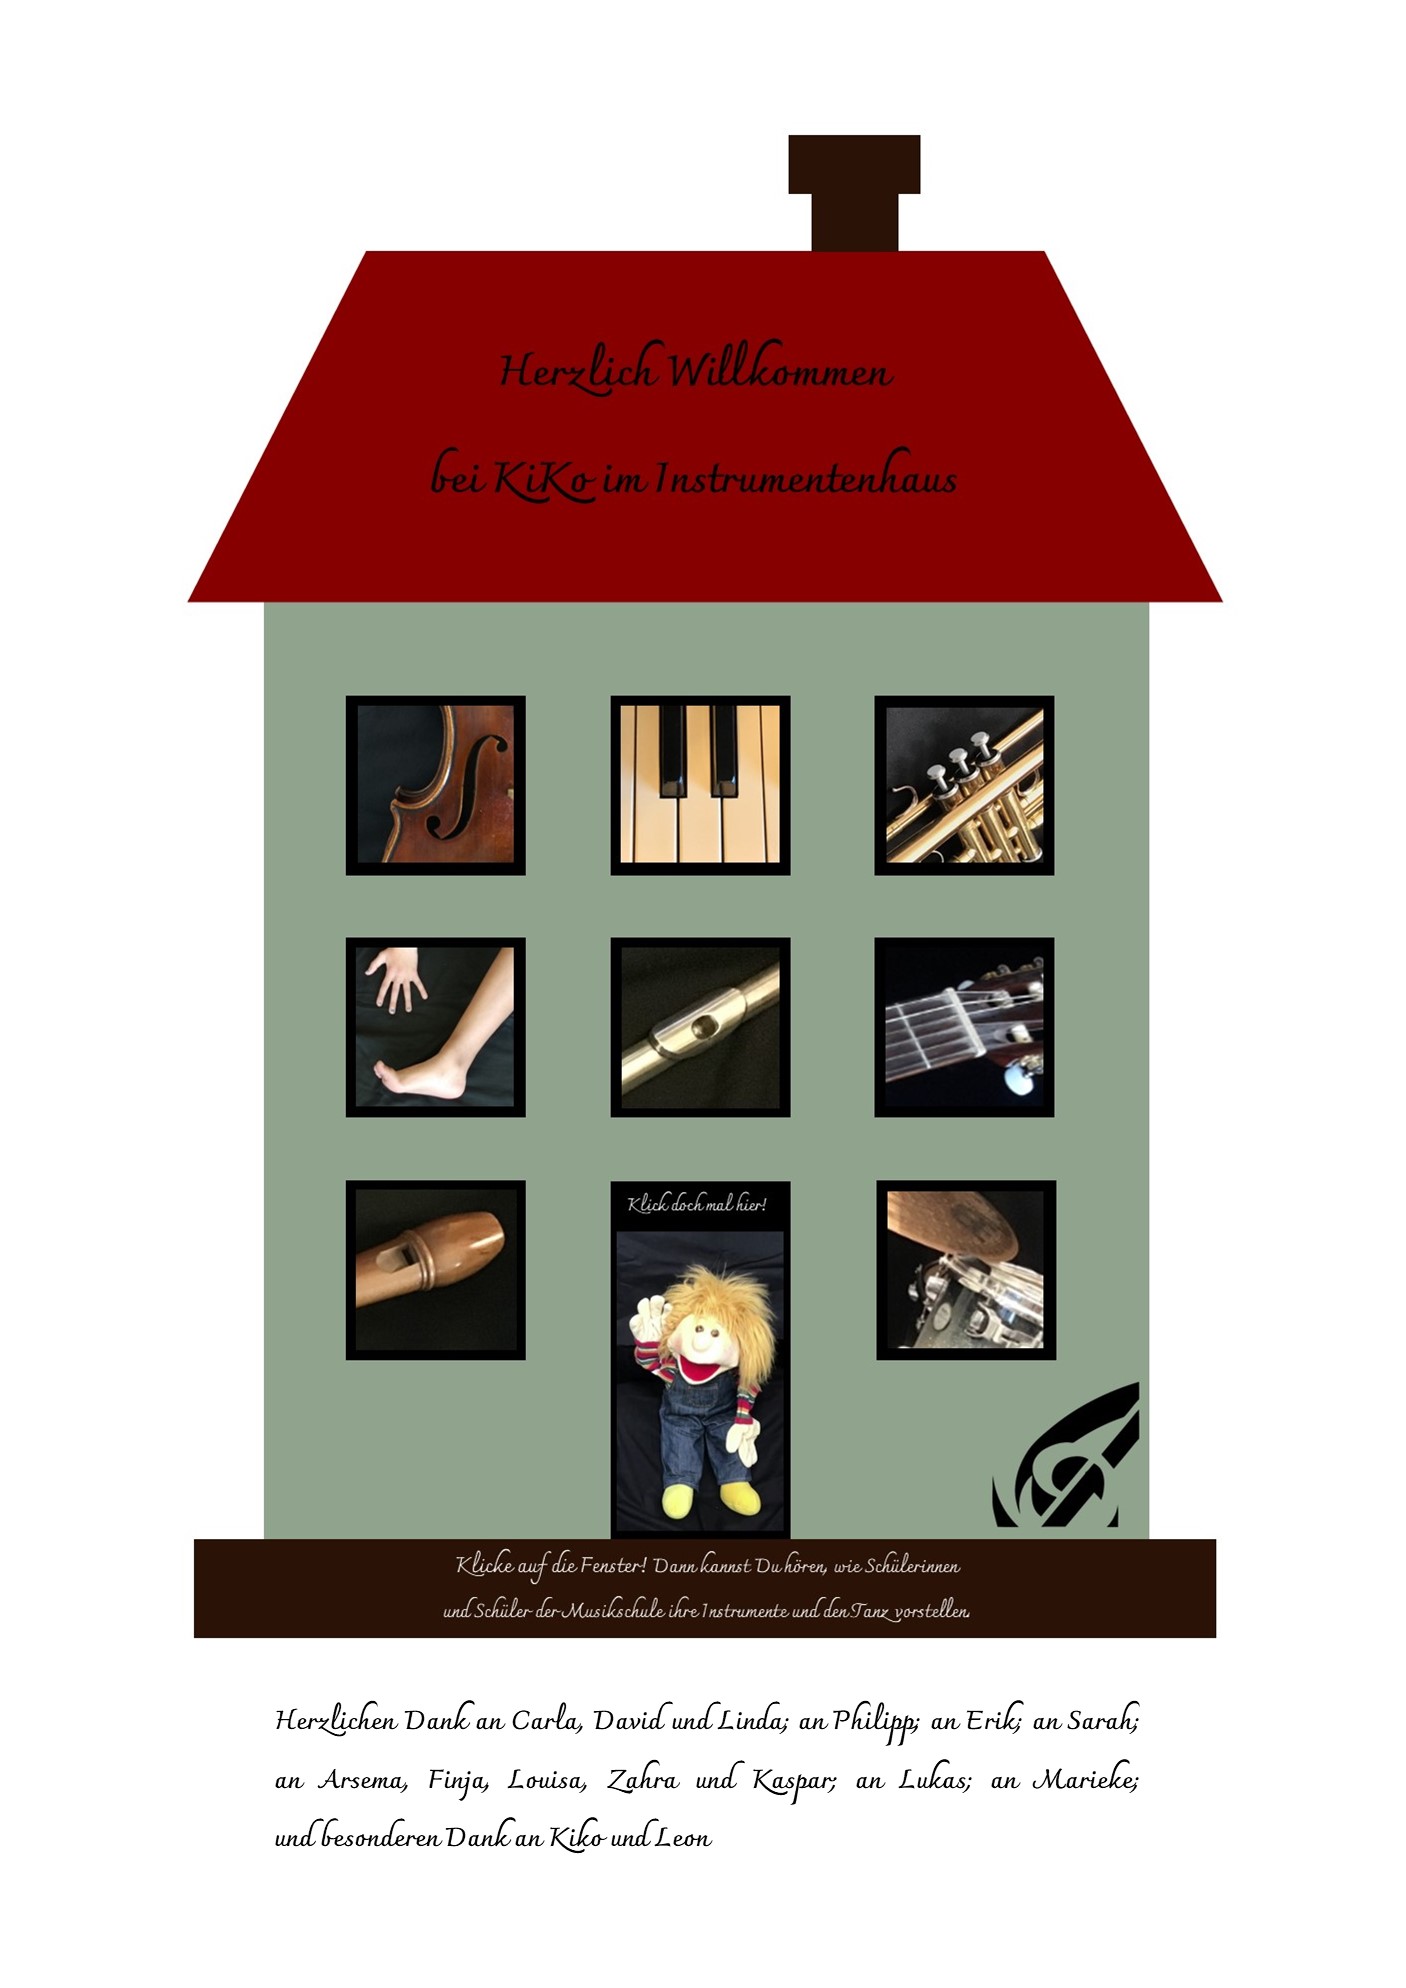 Herzlich Willkommen
bei KiKo im Instrumentenhaus
Klick doch mal hier!
Klicke auf die Fenster! Dann kannst Du hören, wie Schülerinnen
und Schüler der Musikschule ihre Instrumente und den Tanz vorstellen.
Herzlichen Dank an Carla, David und Linda; an Philipp; an Erik; an Sarah;
an Arsema, Finja, Louisa, Zahra und Kaspar; an Lukas; an Marieke;
und besonderen Dank an Kiko und Leon